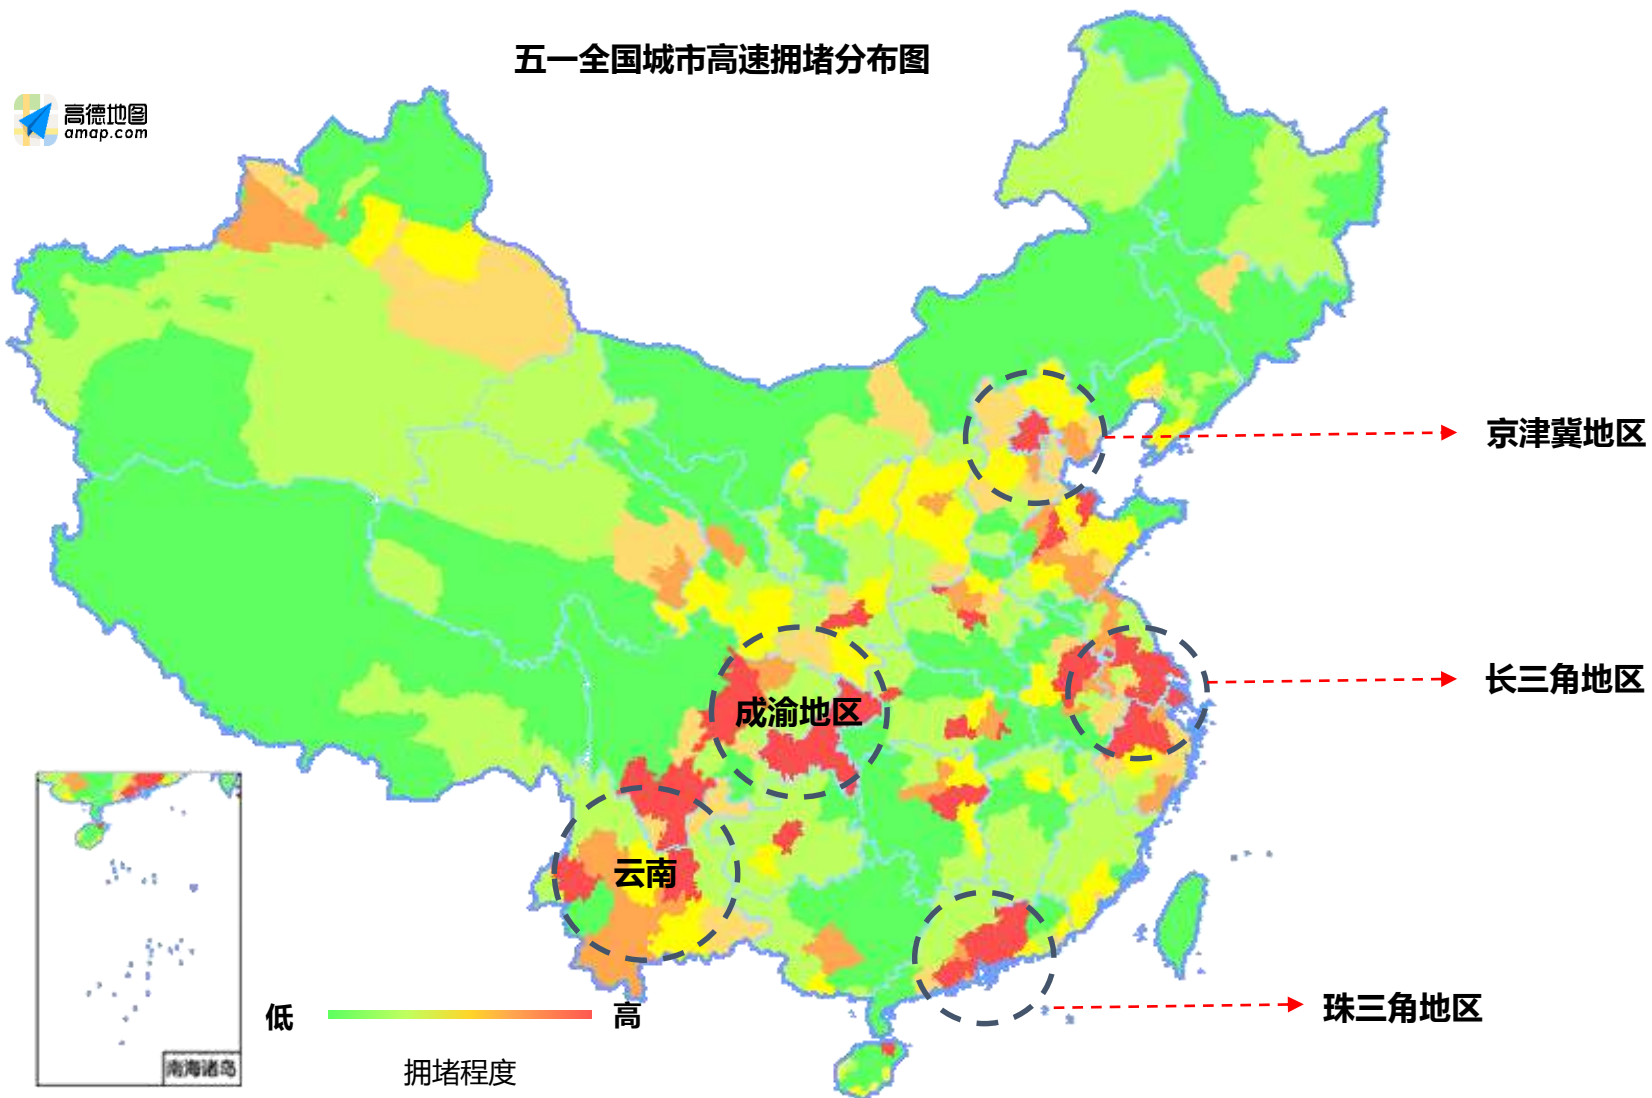 五一全国城市高速拥堵分布图
高德地图
amap.com
京津冀地区
长三角地区
成渝地区
云南
珠三角地区
低
高
拥堵程度
南海诸岛